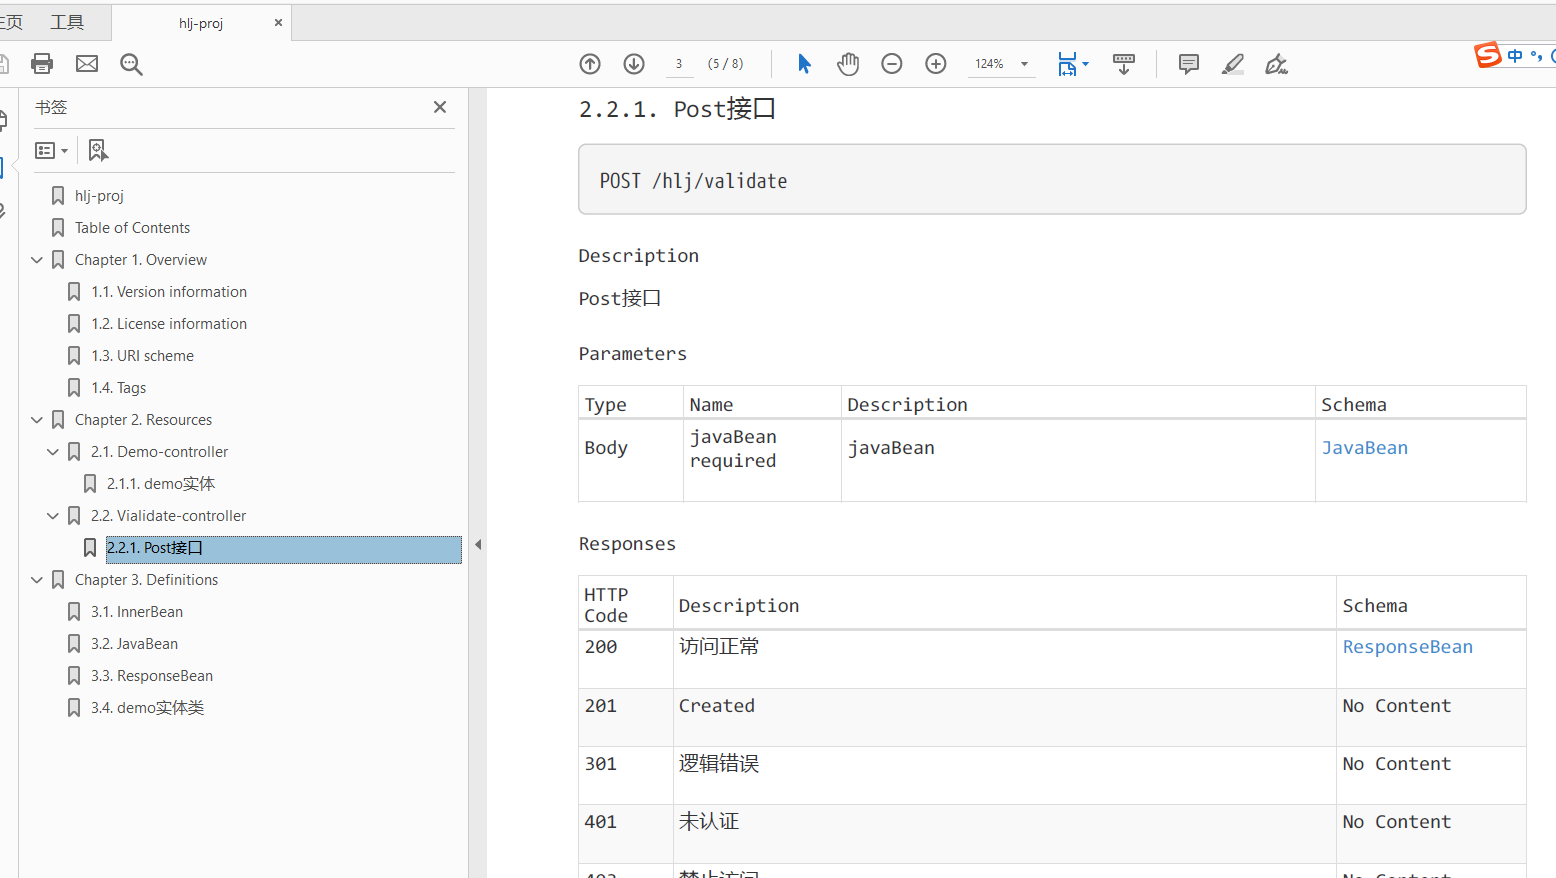 主页 工具 hlj-proj
3 (5 / 8) 124%
中
书签
hlj-proj
Table of Contents
Chapter 1. Overview
1.1. Version information
1.2. License information
1.3. URI scheme
1.4. Tags
Chapter 2. Resources
2.1. Demo-controller
2.1.1. demo实体
2.2. Vialidate-controller
2.2.1. Post接口
Chapter 3. Definitions
3.1. InnerBean
3.2. JavaBean
3.3. ResponseBean
3.4. demo实体类
2.2.1. Post接口
POST /hlj/validate
Description
Post接口
Parameters
Type Name Description Schema
Body javaBean required javaBean JavaBean
Responses
HTTP Code Description Schema
200 访问正常 ResponseBean
201 Created No Content
301 逻辑错误 No Content
401 未认证 No Content
403 禁止访问 No Content